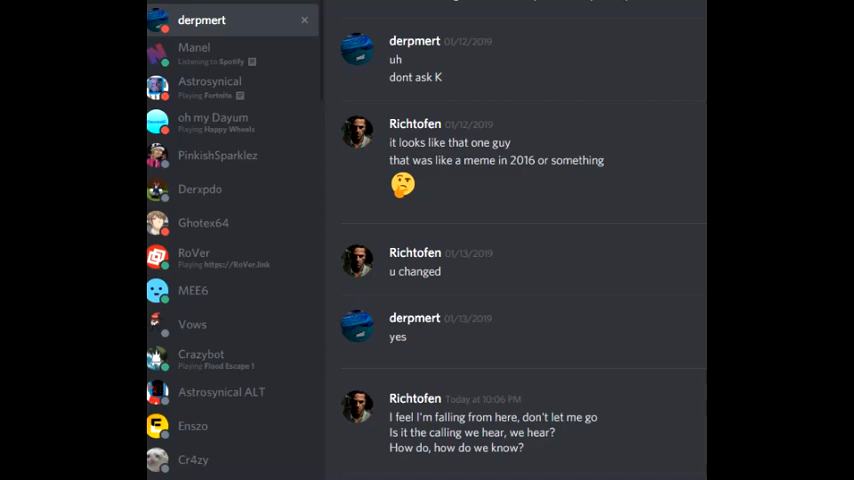 derpmert
Manel
Listening to Spotify
Astrosynical
Playing Fortnite
oh my Dayum
Playing Happy Wheels
PinkishSparklez
Derxpdo
Ghotex64
RoVer
Playing https://RoVer.link
MEE6
Vows
Crazybot
Playing Flood Escape 1
Astrosynical ALT
Enszo
Cr4zy
derpmert 01/12/2019
uh
dont ask K
Richtofen 01/12/2019
it looks like that one guy
that was like a meme in 2016 or something
Richtofen 01/13/2019
u changed
derpmert 01/13/2019
yes
Richtofen Today at 10:06 PM
I feel I'm falling from here, don't let me go
Is it the calling we hear, we hear?
How do, how do we know?